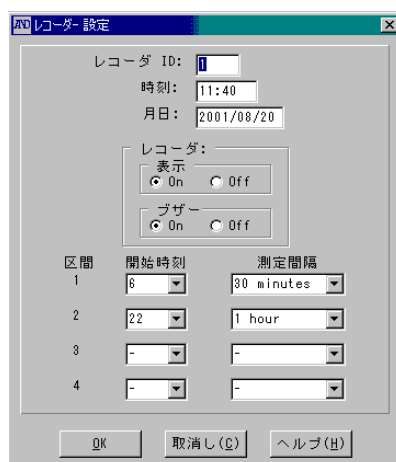 AND レコーダー 設定
レコーダ ID: 1
時刻: 11:40
月日: 2001/08/20
レコーダ:
表示
On Off
ブザー
On Off
区間 開始時刻 測定間隔
1 6 30 minutes
2 22 1 hour
3 - -
4 - -
OK 取消し(C) ヘルプ(H)